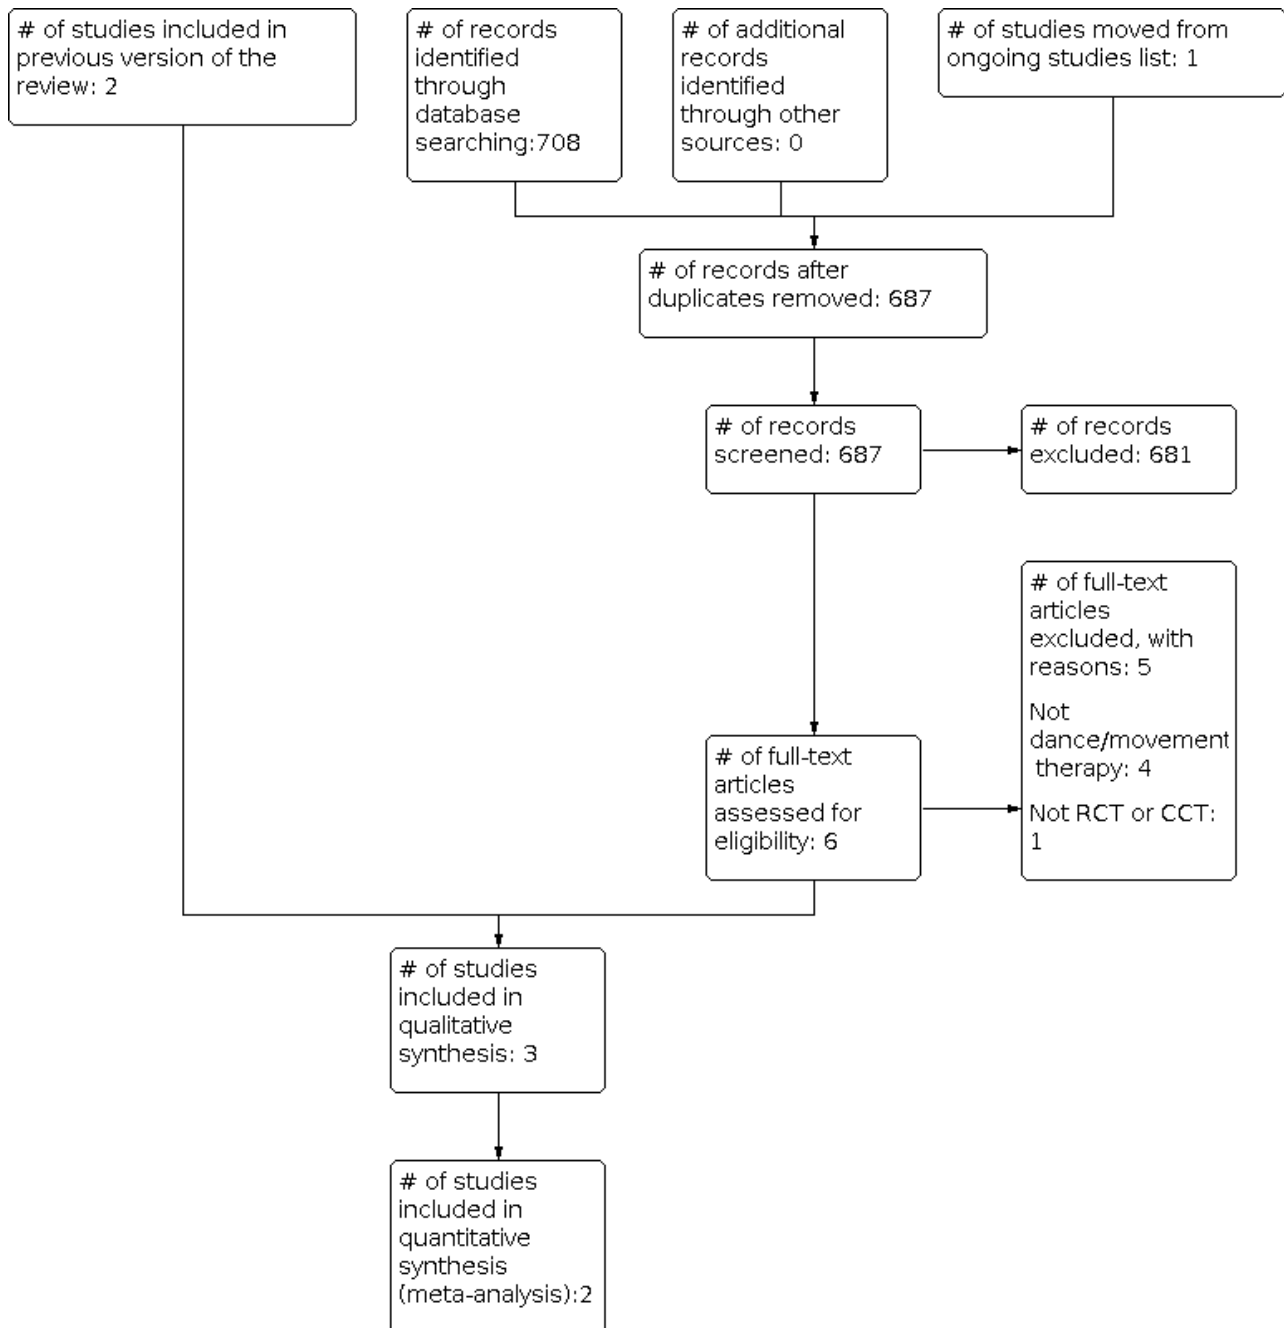 # of studies included in
previous version of the
review: 2
# of records
identified
through
database
searching:708
# of additional
records
identified
through other
sources: 0
# of studies moved from
ongoing studies list: 1
# of records after
duplicates removed: 687
# of records
screened: 687
# of records
excluded: 681
# of full-text
articles
assessed for
eligibility: 6
# of full-text
articles
excluded, with
reasons: 5
Not
dance/movement
therapy: 4
Not RCT or CCT:
1
# of studies
included in
qualitative
synthesis: 3
# of studies
included in
quantitative
synthesis
(meta-analysis):2